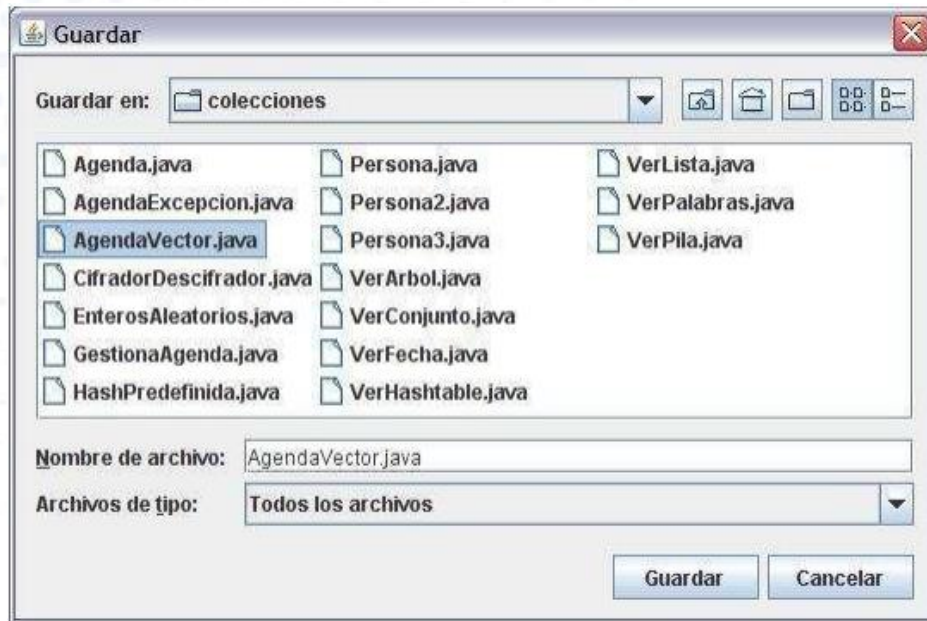 Guardar
Guardar en: colecciones
Agenda.java
AgendaExcepcion.java
AgendaVector.java
CifradorDescifrador.java
EnterosAleatorios.java
GestionaAgenda.java
HashPredefinida.java
Persona.java
Persona2.java
Persona3.java
VerArbol.java
VerConjunto.java
VerFecha.java
VerHashtable.java
VerLista.java
VerPalabras.java
VerPila.java
Nombre de archivo: AgendaVector.java
Archivos de tipo: Todos los archivos
Guardar Cancelar